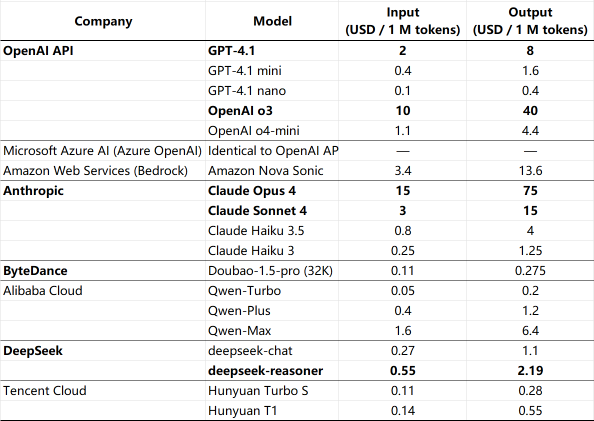 Company Model Input (USD / 1 M tokens) Output (USD / 1 M tokens)
OpenAI API GPT-4.1 2 8
GPT-4.1 mini 0.4 1.6
GPT-4.1 nano 0.1 0.4
OpenAI o3 10 40
OpenAI o4-mini 1.1 4.4
Microsoft Azure AI (Azure OpenAI) Identical to OpenAI AP — —
Amazon Web Services (Bedrock) Amazon Nova Sonic 3.4 13.6
Anthropic Claude Opus 4 15 75
Claude Sonnet 4 3 15
Claude Haiku 3.5 0.8 4
Claude Haiku 3 0.25 1.25
ByteDance Doubao-1.5-pro (32K) 0.11 0.275
Alibaba Cloud Qwen-Turbo 0.05 0.2
Qwen-Plus 0.4 1.2
Qwen-Max 1.6 6.4
DeepSeek deepseek-chat 0.27 1.1
deepseek-reasoner 0.55 2.19
Tencent Cloud Hunyuan Turbo S 0.11 0.28
Hunyuan T1 0.14 0.55